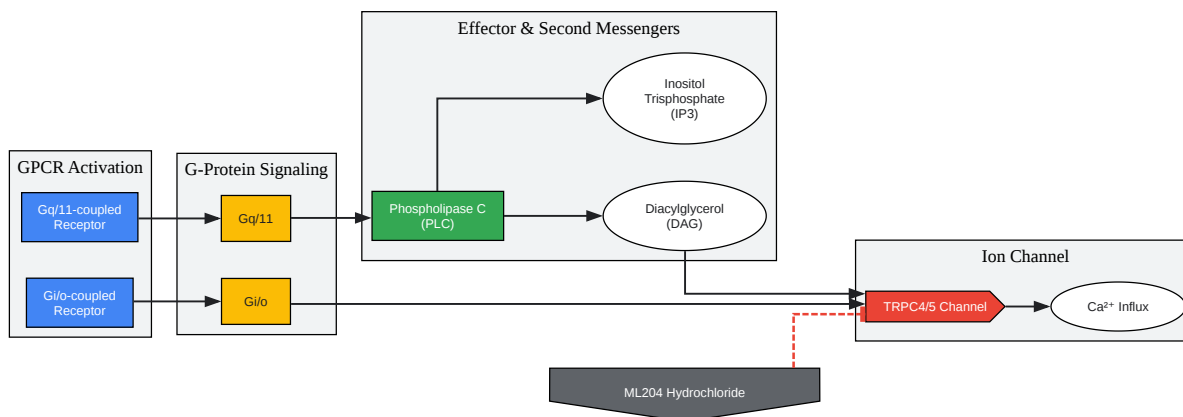 Effector & Second Messengers
Inositol
Trisphosphate
(IP3)
GPCR Activation
G-Protein Signaling
Gq/11-coupled
Receptor
Gq/11
Phospholipase C
(PLC)
Diacylglycerol
(DAG)
Gi/o-coupled
Receptor
Gi/o
Ion Channel
TRPC4/5 Channel
Ca²⁺ Influx
ML204 Hydrochloride